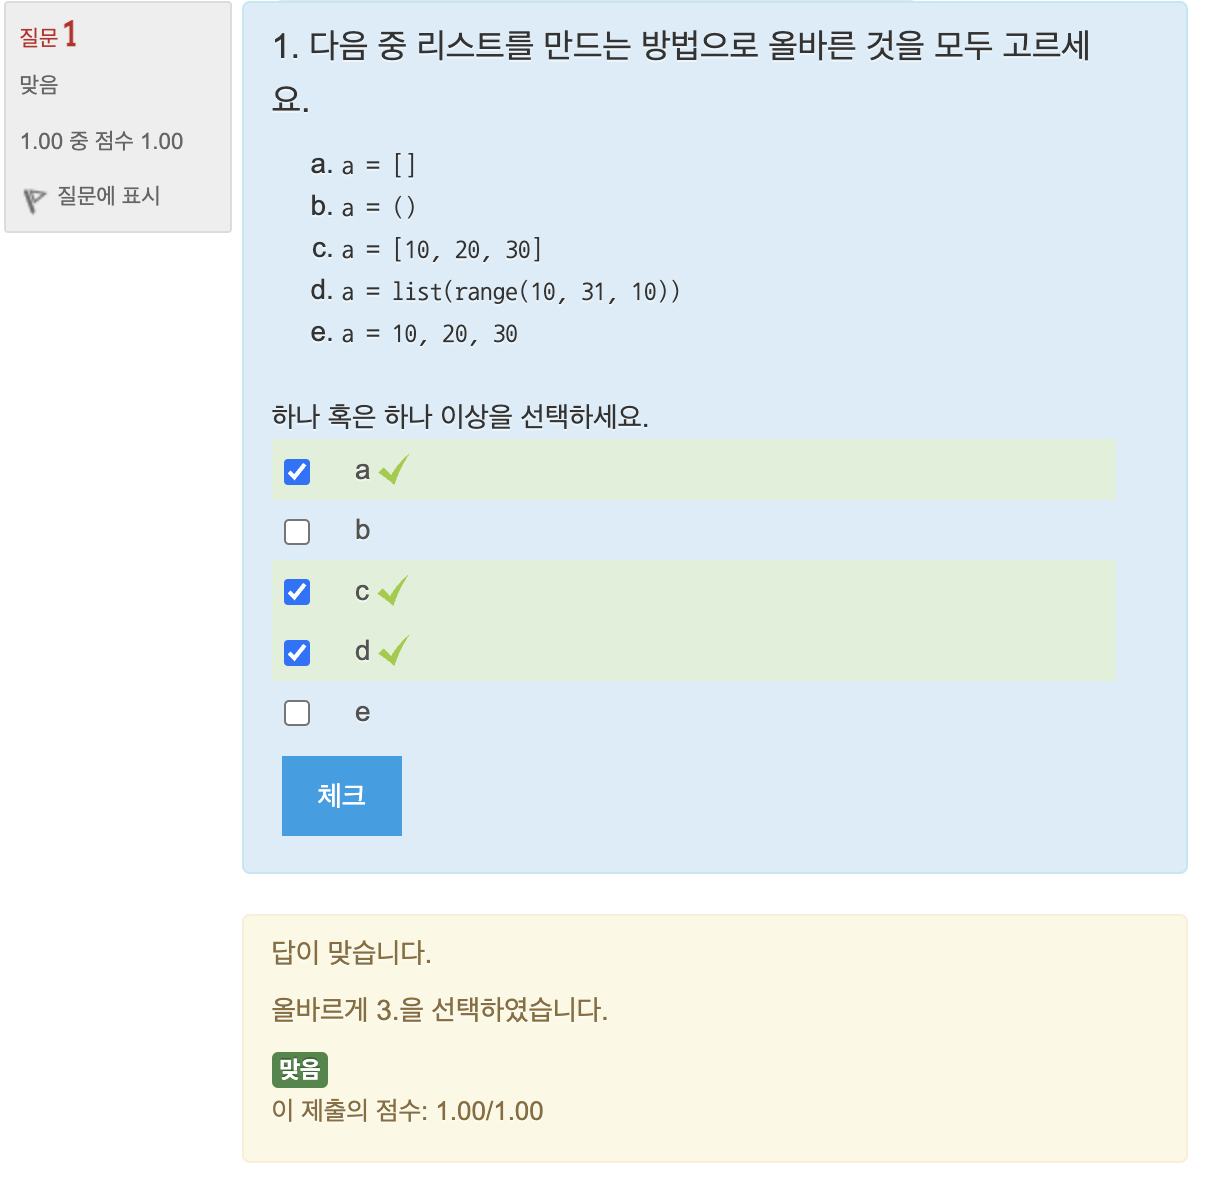 질문 1
맞음
1.00 중 점수 1.00
질문에 표시
1. 다음 중 리스트를 만드는 방법으로 올바른 것을 모두 고르세
요.
a. a = []
b. a = ()
c. a = [10, 20, 30]
d. a = list(range(10, 31, 10))
e. a = 10, 20, 30
하나 혹은 하나 이상을 선택하세요.
a
b
c
d
e
체크
답이 맞습니다.
올바르게 3.을 선택하였습니다.
맞음
이 제출의 점수: 1.00/1.00